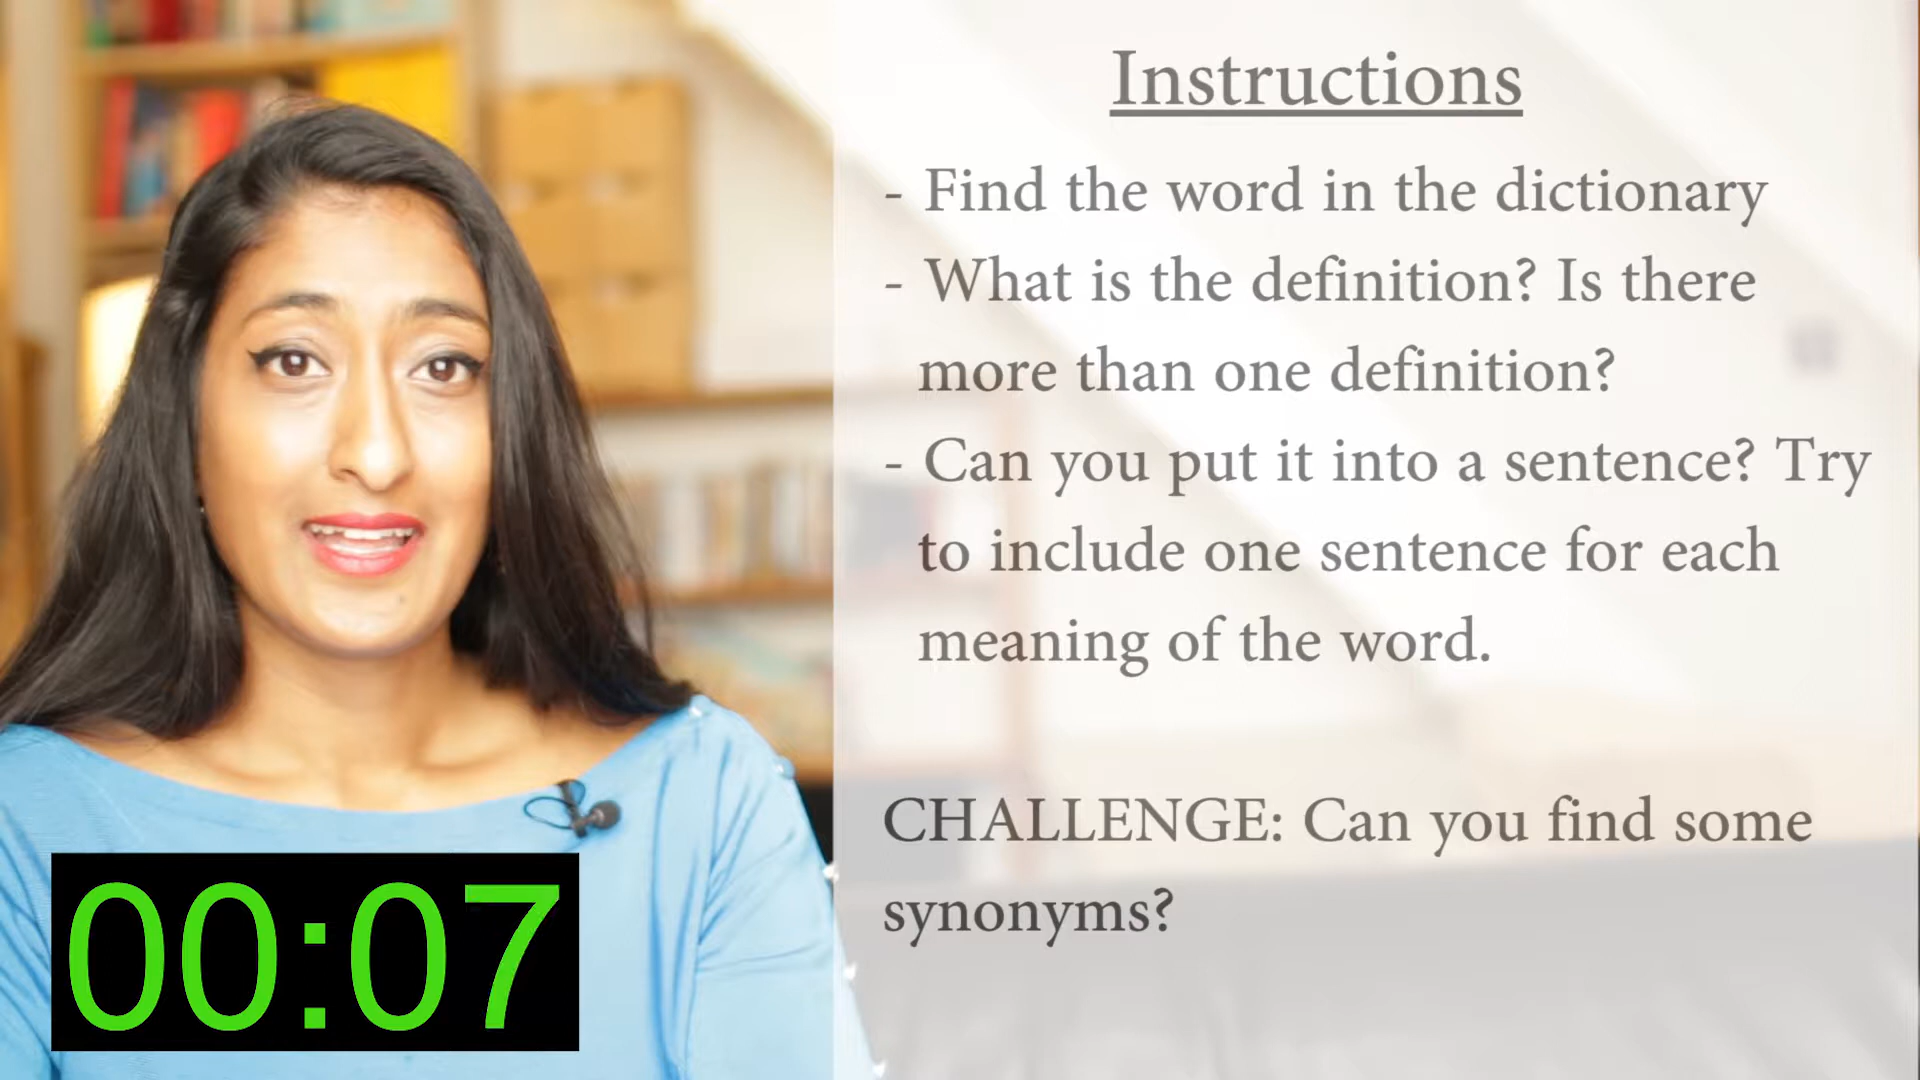 Instructions
- Find the word in the dictionary
- What is the definition? Is there
more than one definition?
- Can you put it into a sentence? Try
to include one sentence for each
meaning of the word.
CHALLENGE: Can you find some
synonyms?
00:07